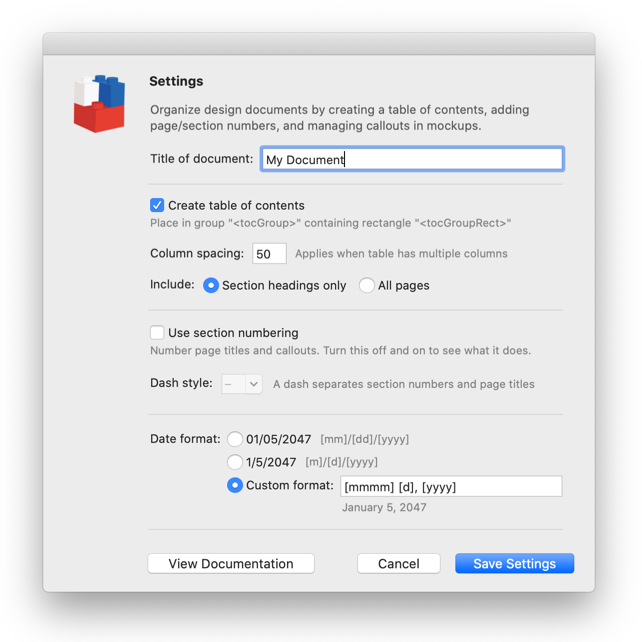 Settings
Organize design documents by creating a table of contents, adding
page/section numbers, and managing callouts in mockups.
Title of document: My Document
Create table of contents
Place in group "<tocGroup>" containing rectangle "<tocGroupRect>"
Column spacing: 50 Applies when table has multiple columns
Include: Section headings only All pages
Use section numbering
Number page titles and callouts. Turn this off and on to see what it does.
Dash style: – A dash separates section numbers and page titles
Date format: 01/05/2047 [mm]/[dd]/[yyyy]
1/5/2047 [m]/[d]/[yyyy]
Custom format: [mmmm] [d], [yyyy]
January 5, 2047
View Documentation Cancel Save Settings